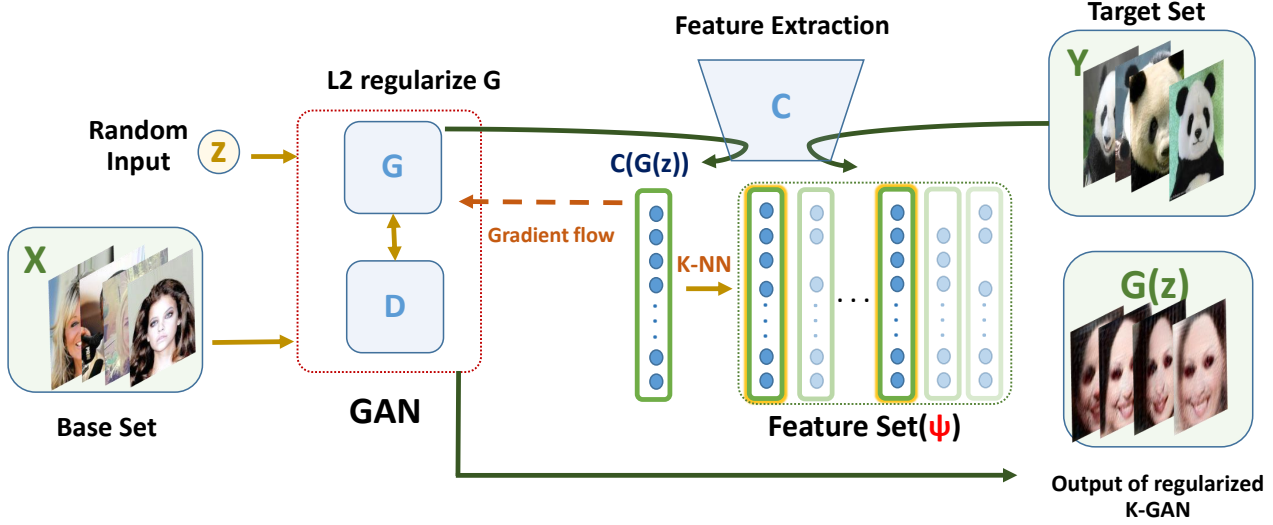 Target Set
Feature Extraction
Y
L2 regularize G
C
Random
Input
Z
G
C(G(z))
Gradient flow
X
K-NN
D
G(z)
Base Set
GAN
Feature Set(ψ)
Output of regularized
K-GAN